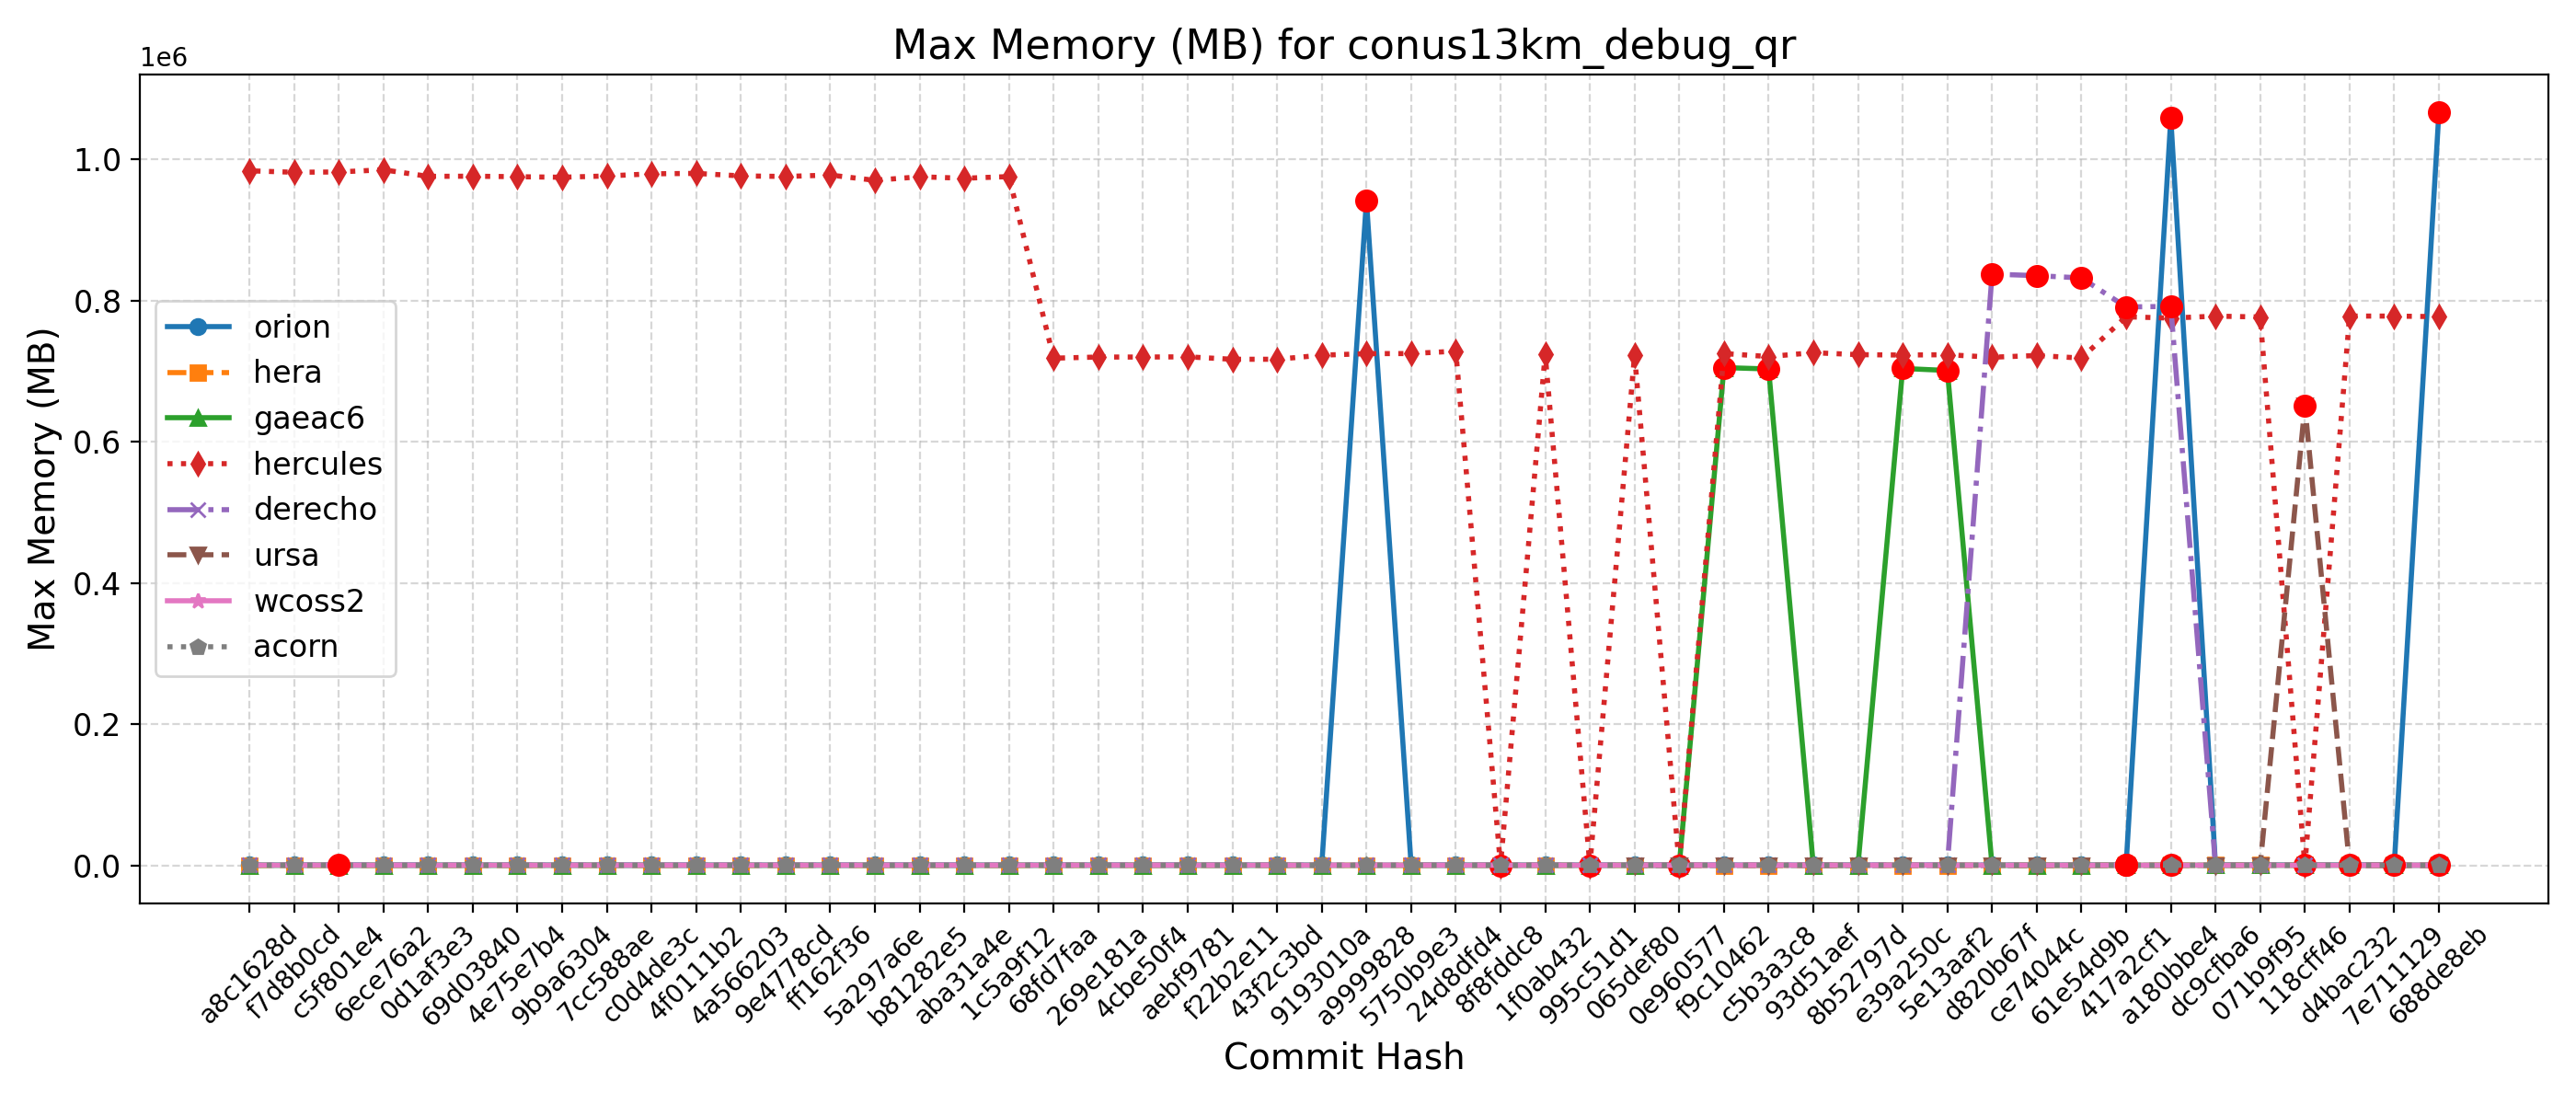 Max Memory (MB) for conus13km_debug_qr
1e6
1.0
0.8
0.6
0.4
0.2
0.0
Max Memory (MB)
orion
hera
gaeac6
hercules
derecho
ursa
wcoss2
acorn
a8c1628d
f7d8b0cd
c5f801e4
6ece76a2
0d1af3e3
69d03840
4e75e7b4
9b9a6304
7cc588ae
c0d4de3c
4f0111b2
4a566203
9e4778cd
ff162f36
5a297a6e
b81282e5
aba31a4e
1c5a9f12
68fd7faa
269e181a
4cbe50f4
aebf9781
f22b2e11
43f2c3bd
9193010a
a9999828
5750b9e3
24d8dfd4
8f8fddc8
1f0ab432
995c51d1
065def80
0e960577
f9c10462
c5b3a3c8
93d51aef
8b52797d
e39a250c
5e13aaf2
d820b67f
ce74044c
61e54d9b
417a2cf1
a180bbe4
dc9cfba6
071b9f95
118cff46
d4bac232
7e711129
688de8eb
Commit Hash